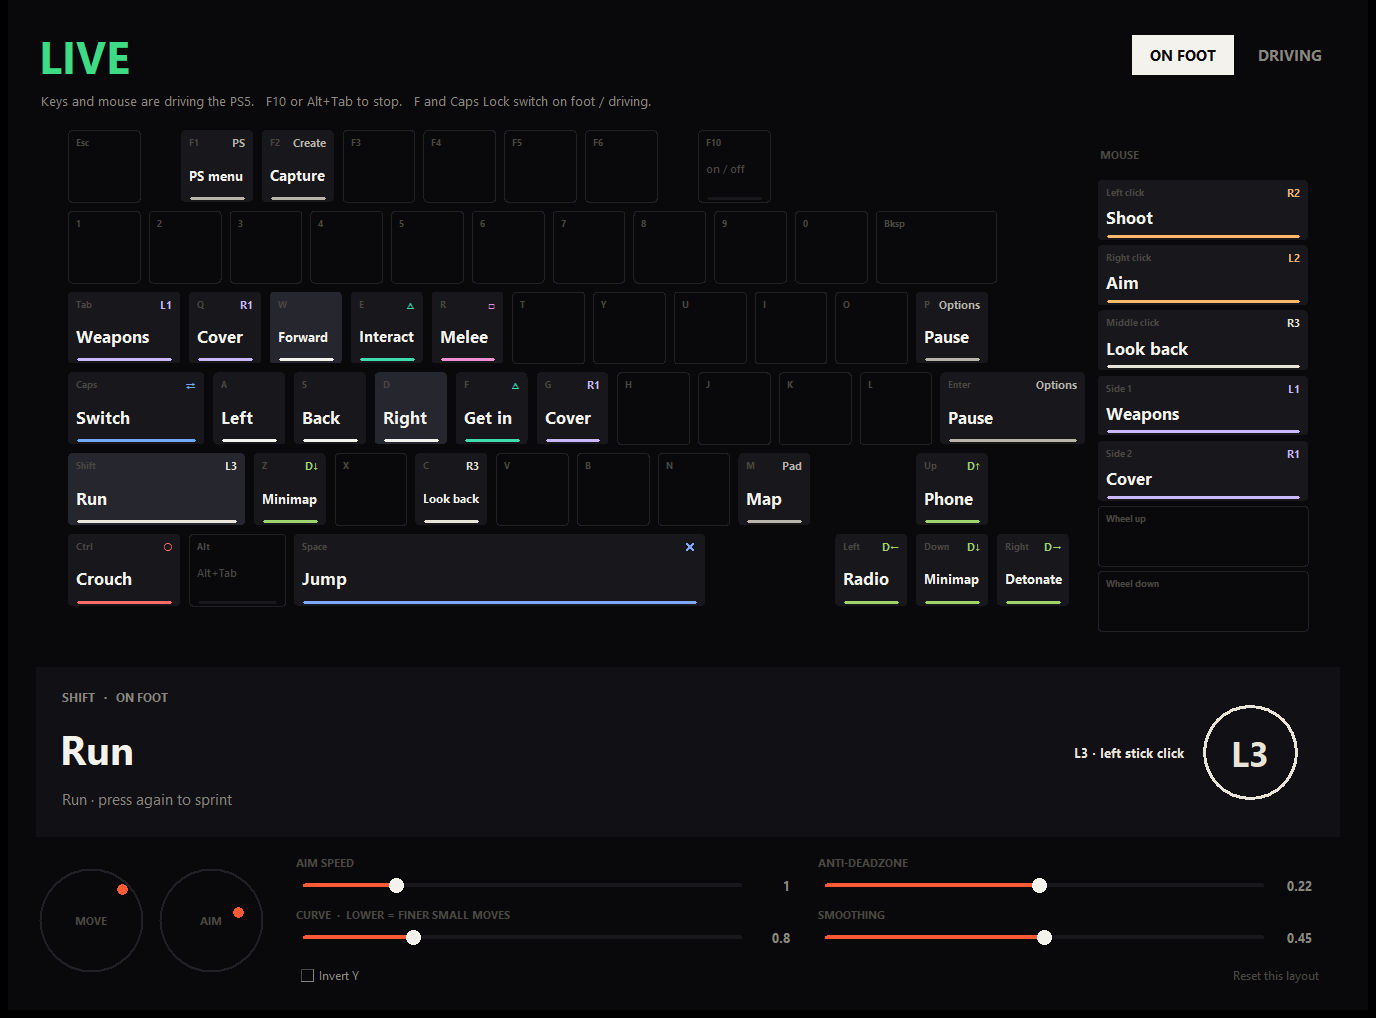 LIVE
ON FOOT DRIVING
Keys and mouse are driving the PS5. F10 or Alt+Tab to stop. F and Caps Lock switch on foot / driving.
Esc F1 PS F2 Create F3 F4 F5 F6 F10
PS menu Capture on / off
1 2 3 4 5 6 7 8 9 0 Bksp
Tab L1 Q R1 W E △ R □ T Y U I O P Options
Weapons Cover Forward Interact Melee Pause
Caps ⇄ A S D F △ G R1 H J K L Enter Options
Switch Left Back Right Get in Cover Pause
Shift L3 Z D↓ X C R3 V B N M Pad Up D↑
Run Minimap Look back Map Phone
Ctrl ○ Alt Space ✕ Left D← Down D↓ Right D→
Crouch Alt+Tab Jump Radio Minimap Detonate
MOUSE
Left click R2
Shoot
Right click L2
Aim
Middle click R3
Look back
Side 1 L1
Weapons
Side 2 R1
Cover
Wheel up
Wheel down
SHIFT · ON FOOT
Run
Run · press again to sprint
L3 · left stick click L3
MOVE AIM
AIM SPEED 1
ANTI-DEADZONE 0.22
CURVE · LOWER = FINER SMALL MOVES 0.8
SMOOTHING 0.45
Invert Y
Reset this layout